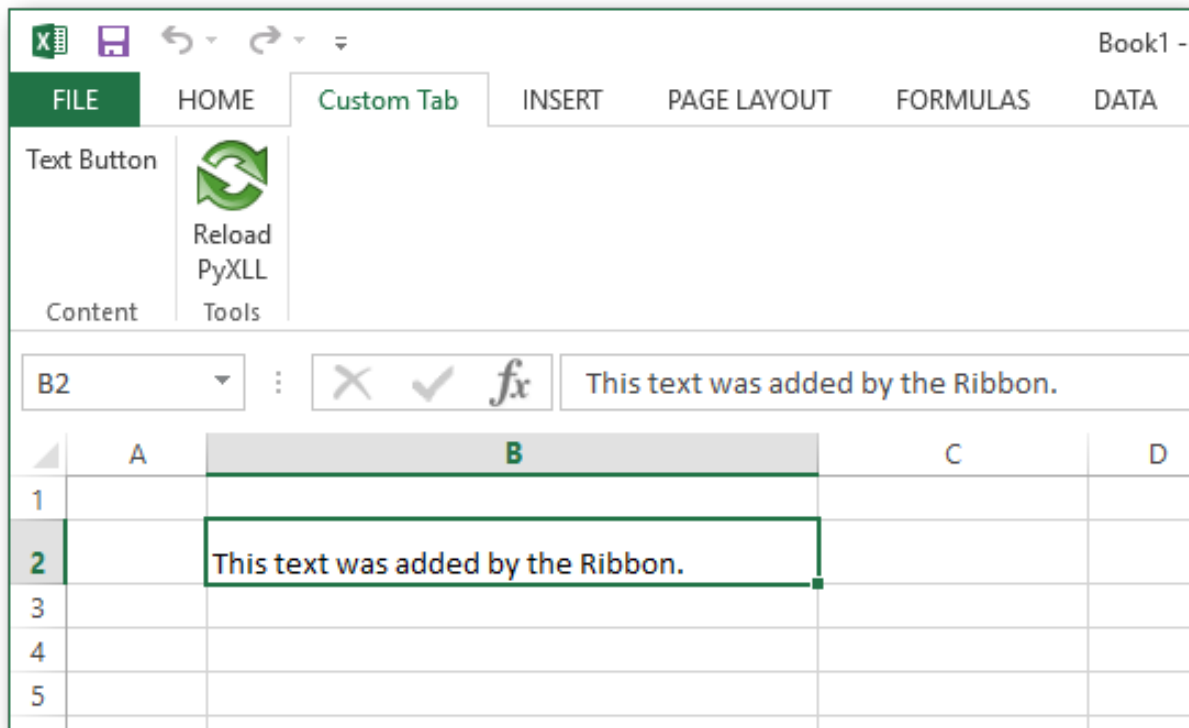 Book1 -
FILE HOME Custom Tab INSERT PAGE LAYOUT FORMULAS DATA
Text Button
Reload
PyXLL
Content Tools
B2 fx This text was added by the Ribbon.
A B C D
1
2 This text was added by the Ribbon.
3
4
5